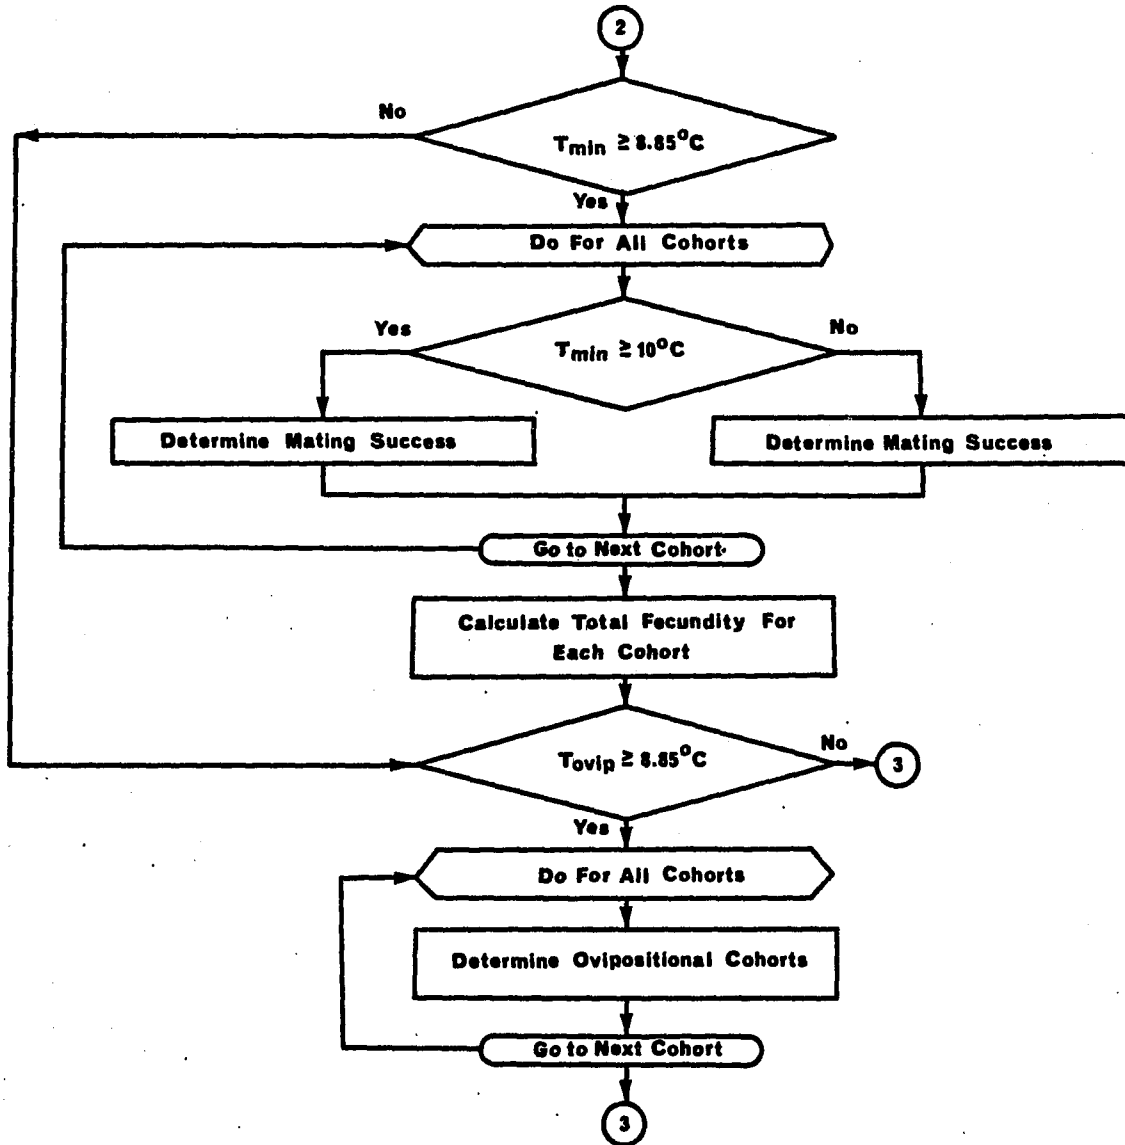 2
No
Tmin ≥ 8.85°C
Yes
Do For All Cohorts
Yes
No
Tmin ≥ 10°C
Determine Mating Success
Determine Mating Success
Go to Next Cohort
Calculate Total Fecundity For
Each Cohort
Tovip ≥ 8.85°C
No
3
Yes
Do For All Cohorts
Determine Ovipositional Cohorts
Go to Next Cohort
3